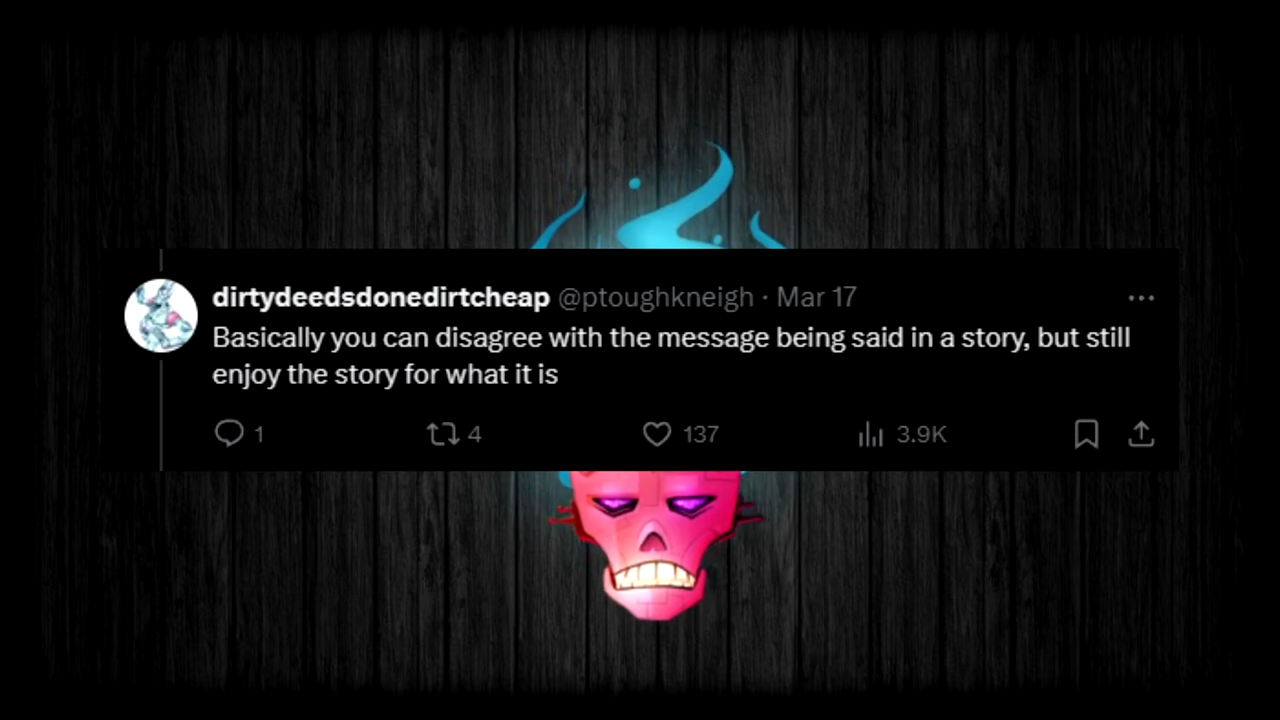 dirtydeedsdonedirtcheap @ptoughkneigh · Mar 17
Basically you can disagree with the message being said in a story, but still
enjoy the story for what it is
1 4 137 3.9K